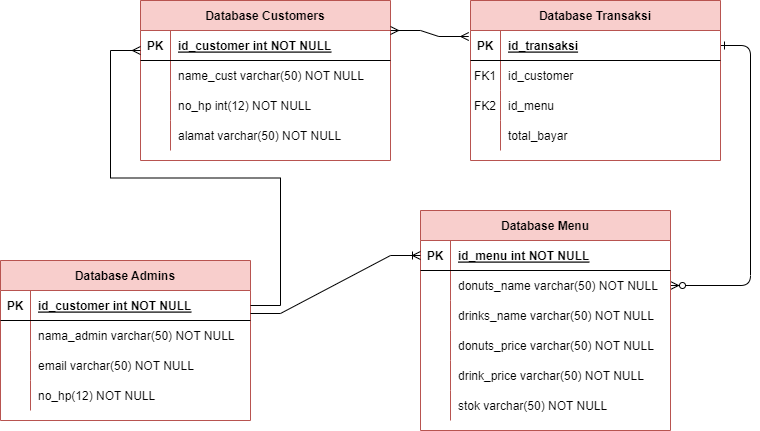 Database Customers
PK id_customer int NOT NULL
name_cust varchar(50) NOT NULL
no_hp int(12) NOT NULL
alamat varchar(50) NOT NULL
Database Transaksi
PK id_transaksi
FK1 id_customer
FK2 id_menu
total_bayar
Database Admins
PK id_customer int NOT NULL
nama_admin varchar(50) NOT NULL
email varchar(50) NOT NULL
no_hp(12) NOT NULL
Database Menu
PK id_menu int NOT NULL
donuts_name varchar(50) NOT NULL
drinks_name varchar(50) NOT NULL
donuts_price varchar(50) NOT NULL
drink_price varchar(50) NOT NULL
stok varchar(50) NOT NULL